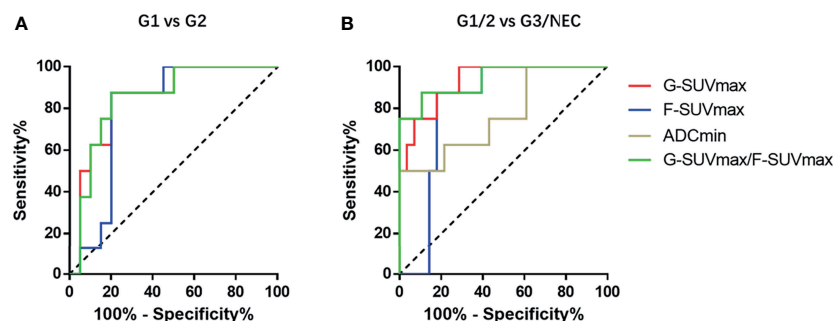 A
G1 vs G2
Sensitivity%
100
80
60
40
20
0
0 20 40 60 80 100
100% - Specificity%
B
G1/2 vs G3/NEC
Sensitivity%
100
80
60
40
20
0
0 20 40 60 80 100
100% - Specificity%
G-SUVmax
F-SUVmax
ADCmin
G-SUVmax/F-SUVmax